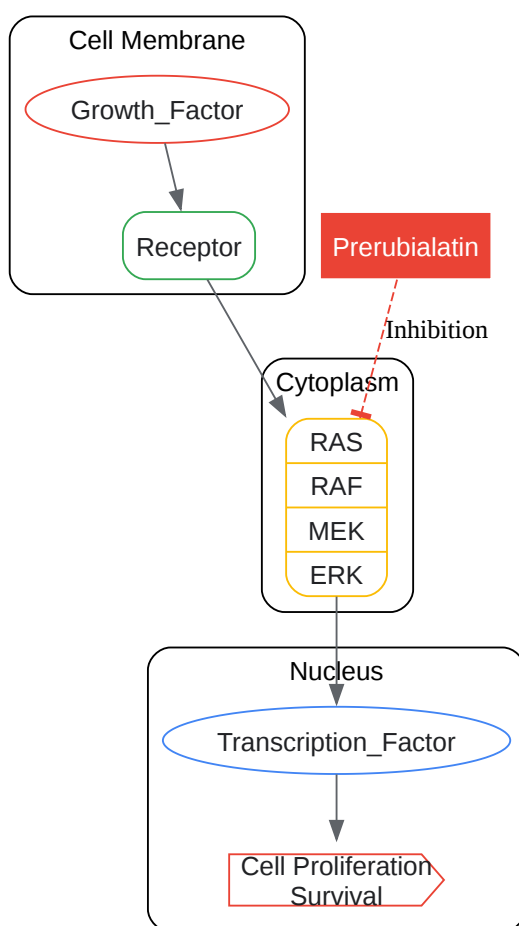 Cell Membrane
Growth_Factor
Receptor
Prerubialatin
Inhibition
Cytoplasm
RAS
RAF
MEK
ERK
Nucleus
Transcription_Factor
Cell Proliferation
Survival